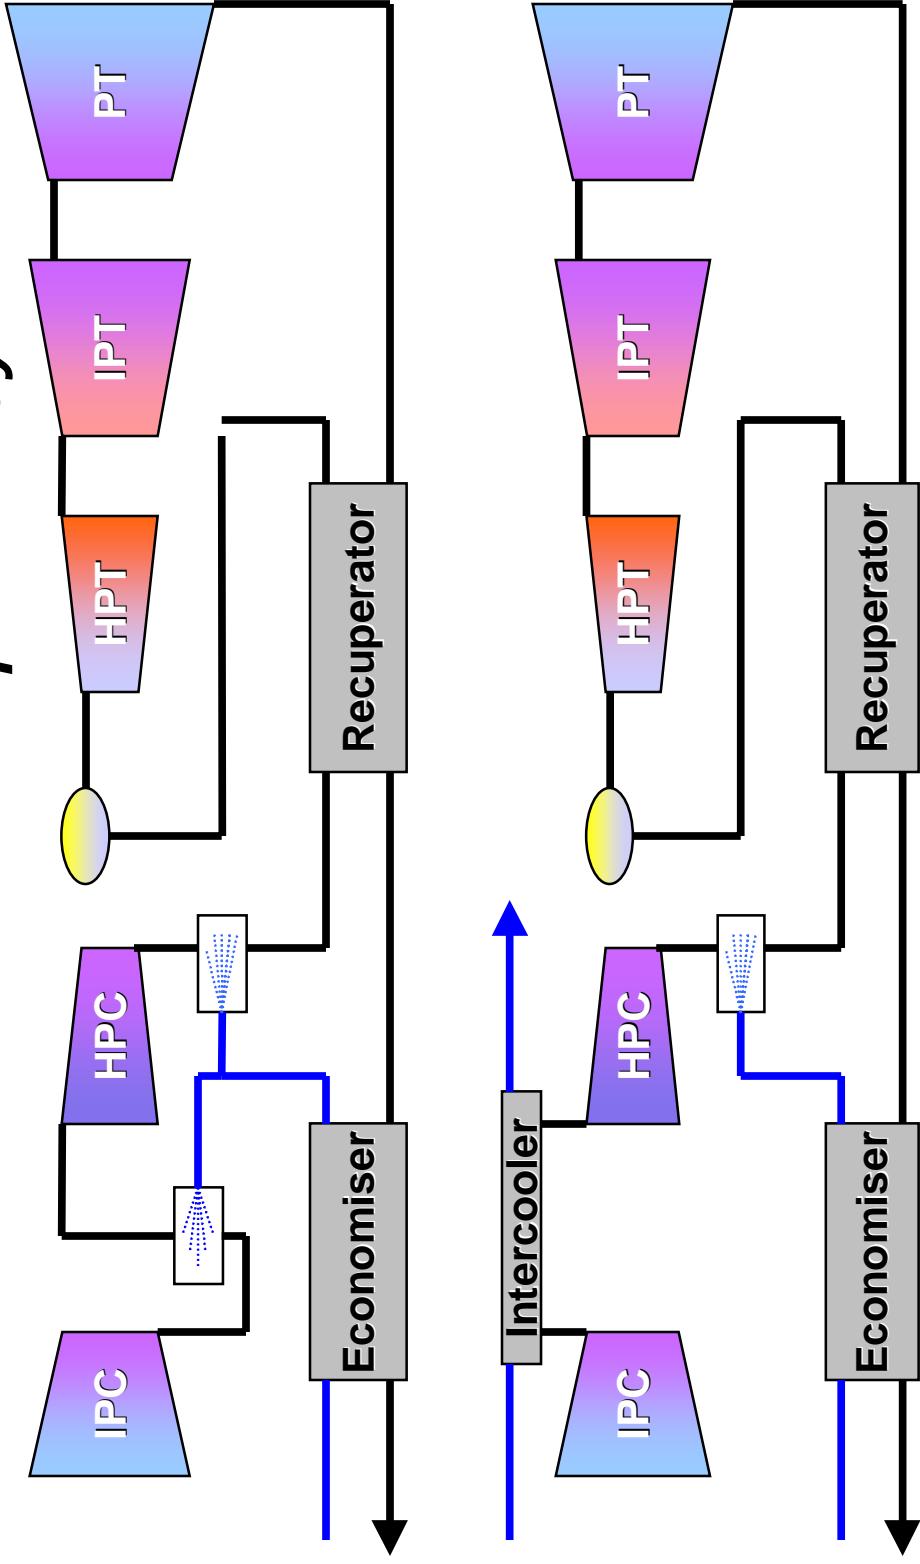 IPC
HPC
HPT
IPT
PT
Economiser
Recuperator
Intercooler
IPC
HPC
HPT
IPT
PT
Economiser
Recuperator